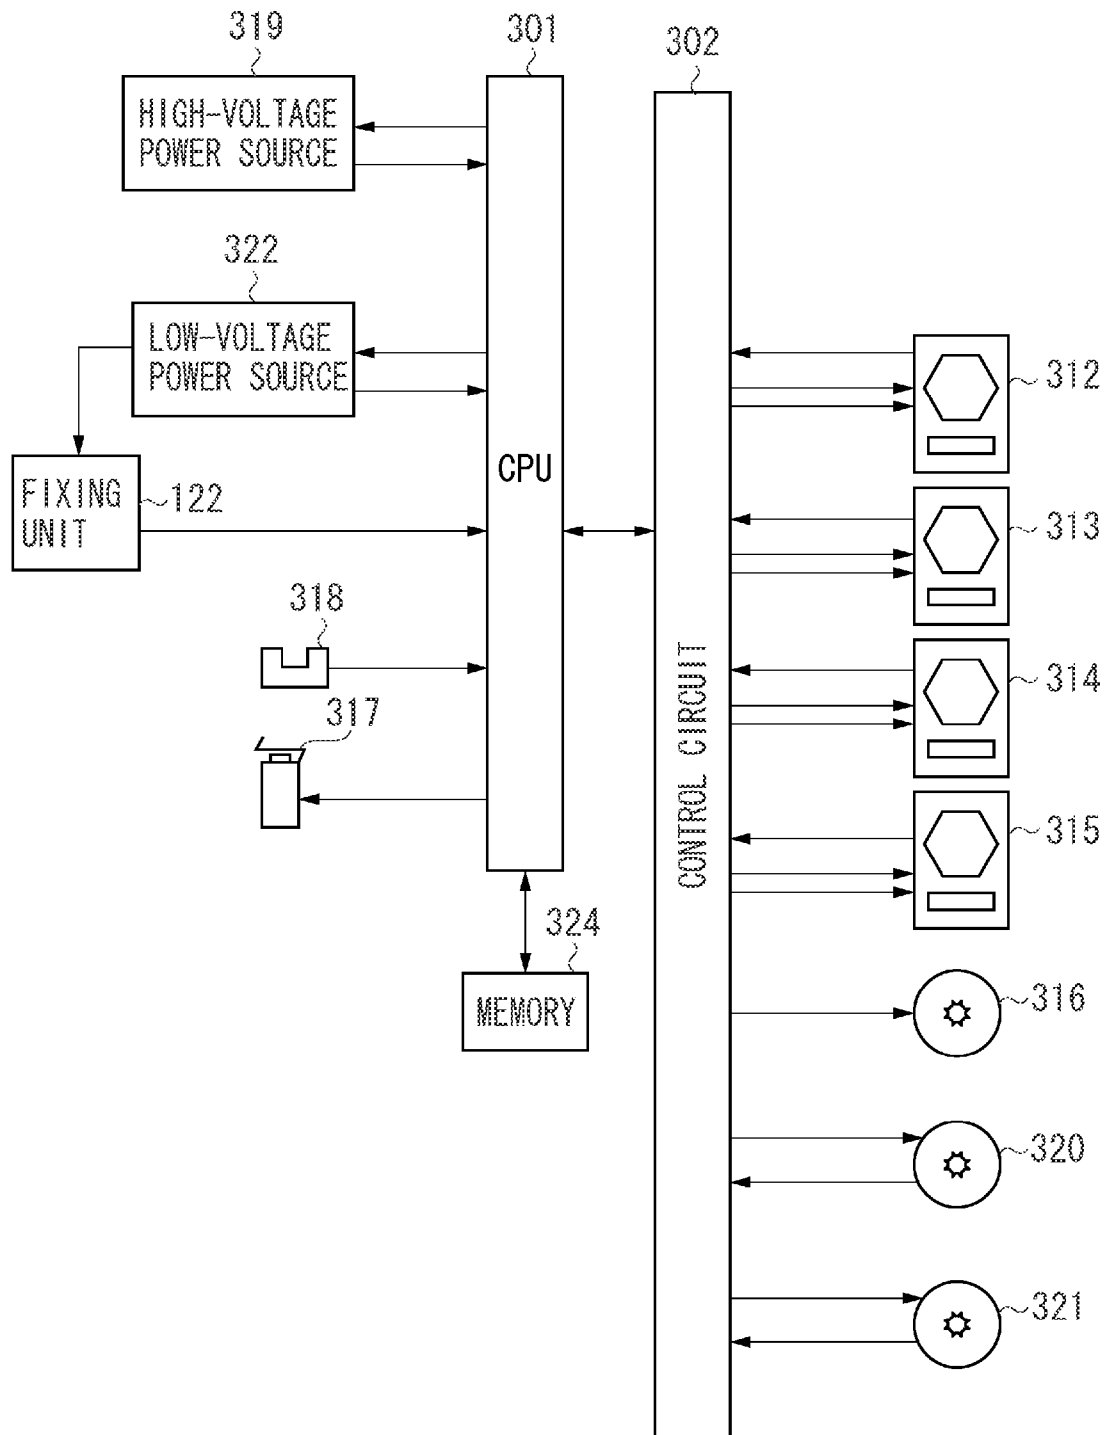 319
301
302
HIGH-VOLTAGE
POWER SOURCE
322
LOW-VOLTAGE
POWER SOURCE
312
CPU
FIXING
UNIT
122
313
318
314
317
CONTROL CIRCUIT
315
324
MEMORY
316
320
321